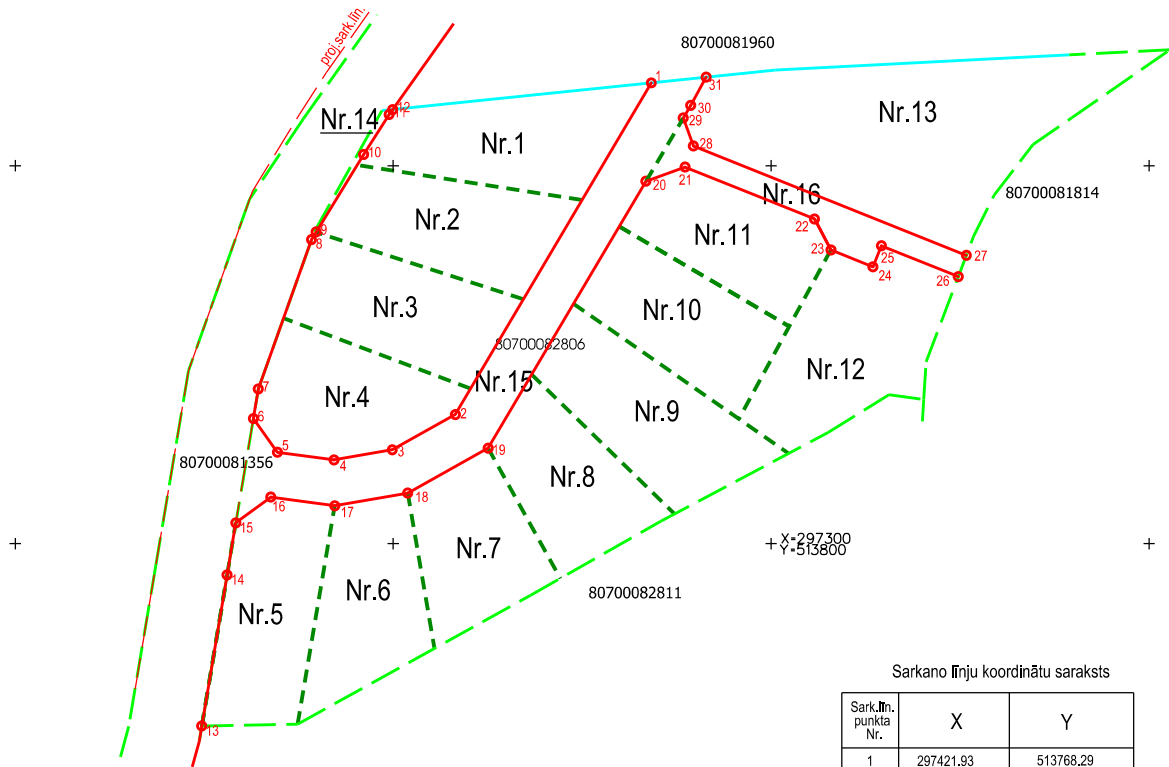 proj.sark.līn.
80700081960
1
31
12
11
Nr.14
30
29
Nr.13
Nr.1
10
28
21
20
Nr.16
80700081814
Nr.2
22
Nr.11
9
8
23
25
27
24
26
Nr.3
Nr.10
80700082806
Nr.12
7
Nr.4
Nr.15
6
2
Nr.9
5
3
19
4
80700081356
Nr.8
16
18
17
15
X-297300
Y-513800
Nr.7
14
Nr.6
80700082811
Nr.5
13
Sarkano līnju koordinātu saraksts
Sark.līn.
punkta
Nr.
X
Y
1 297421.93 513768.29